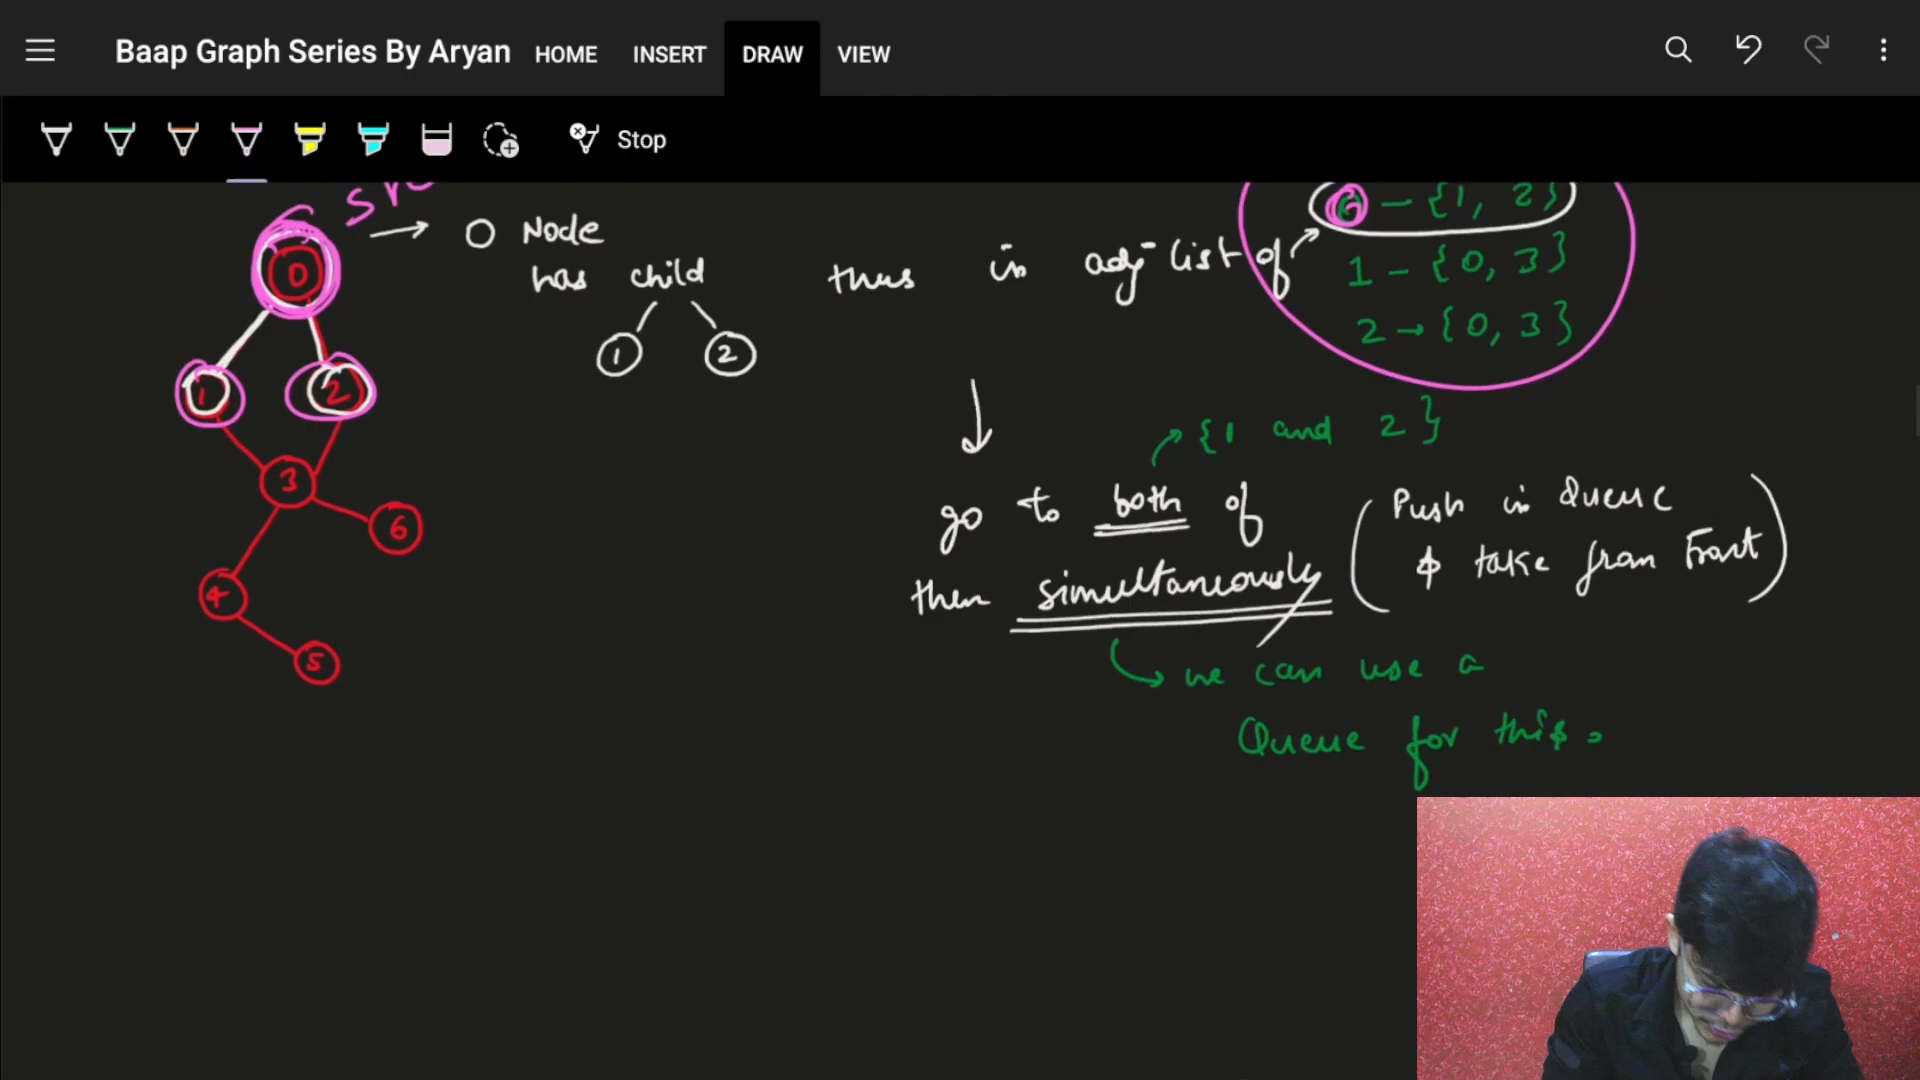 Baap Graph Series By Aryan HOME INSERT DRAW VIEW
Stop
0 - {1, 2}
0 → 0 Node
has child thus in adj-list of
1 - {0, 3}
2 → {0, 3}
1 2
1 2
{1 and 2}
3
go to both of (Push in Queue
6
& take from Front)
then simultaneously
4
5
we can use a
Queue for this.